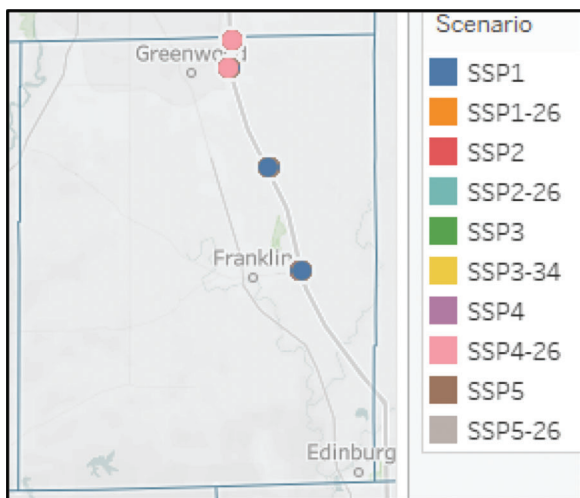 Scenario
Greenwood
SSP1
SSP1-26
SSP2
SSP2-26
SSP3
Franklin
SSP3-34
SSP4
SSP4-26
SSP5
SSP5-26
Edinburg